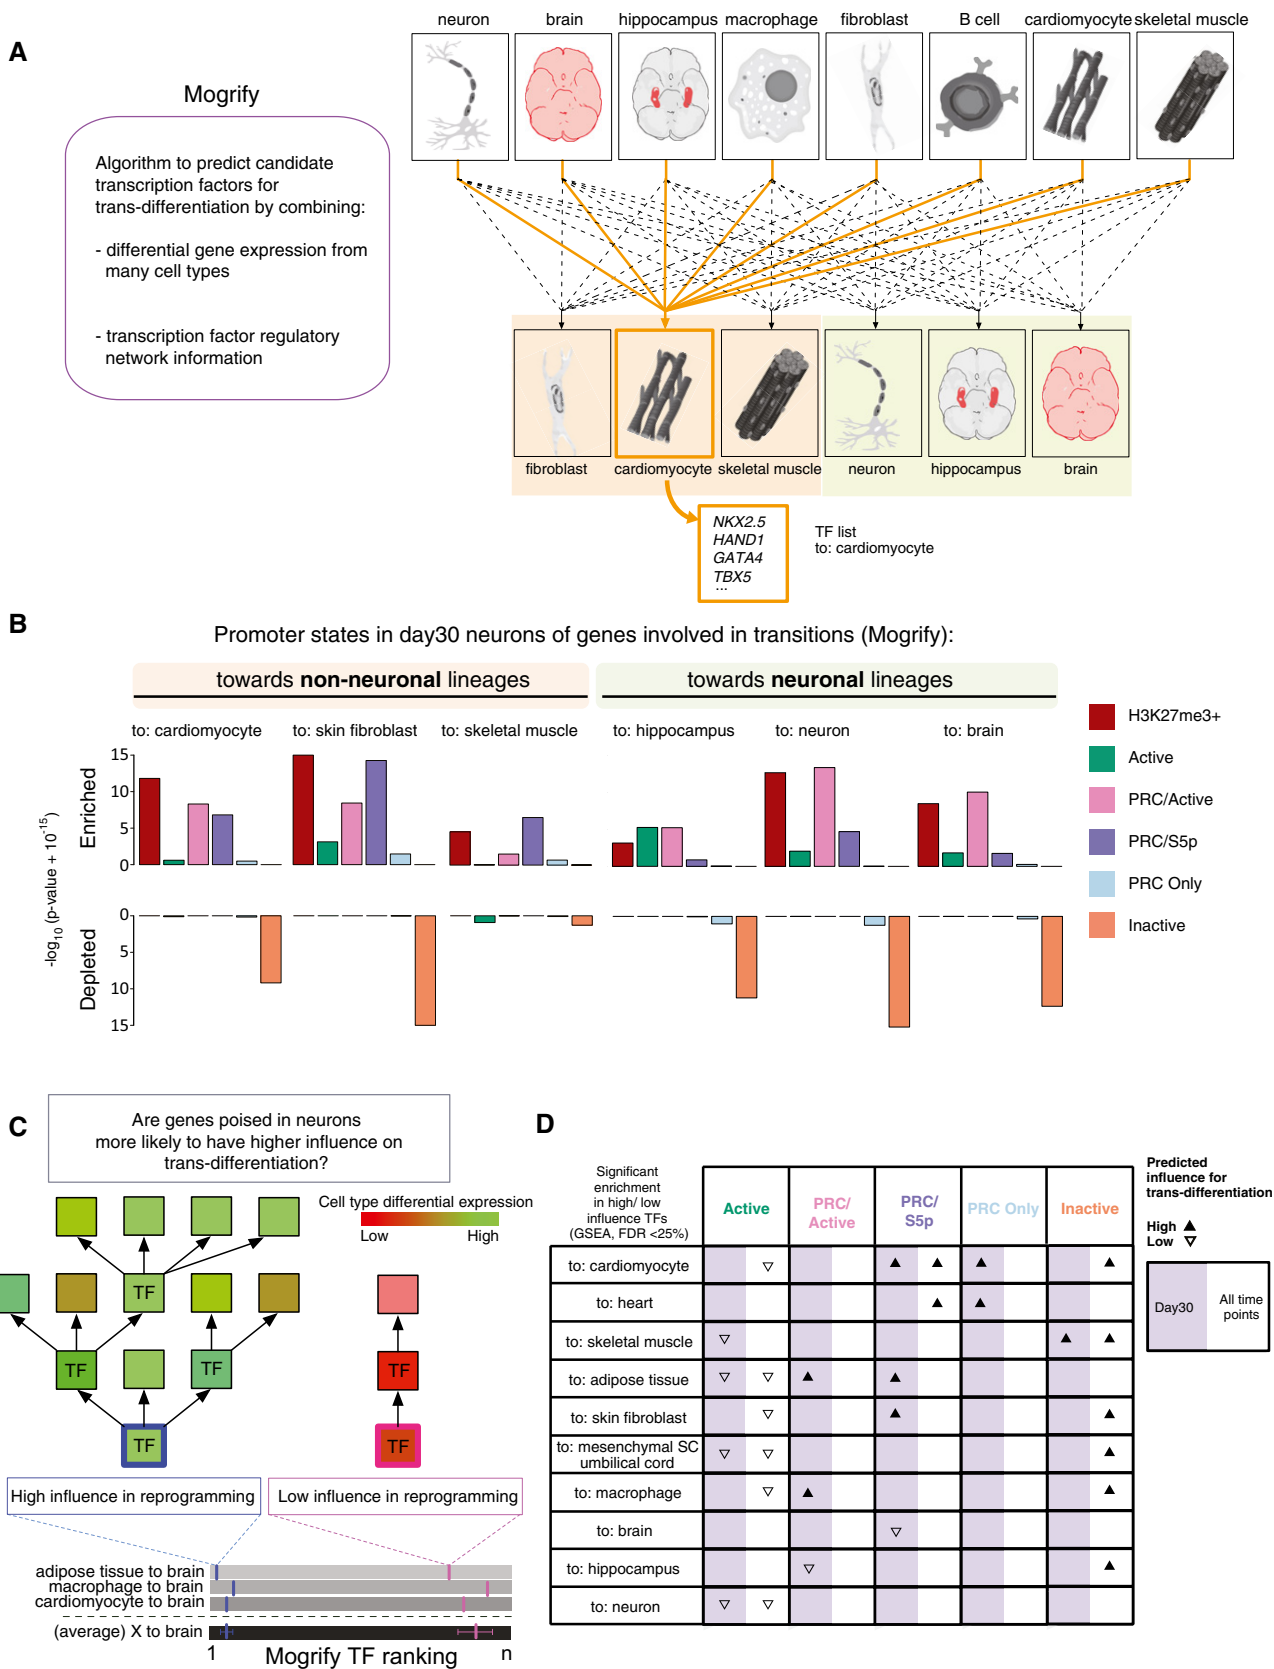 A
neuron
brain
hippocampus
macrophage
fibroblast
B cell
cardiomyocyte
skeletal muscle
Mogrify
Algorithm to predict candidate
transcription factors for
trans-differentiation by combining:
- differential gene expression from
many cell types
- transcription factor regulatory
network information
fibroblast
cardiomyocyte
skeletal muscle
neuron
hippocampus
brain
NKX2.5
HAND1
GATA4
TBX5
...
TF list
to: cardiomyocyte
B
Promoter states in day30 neurons of genes involved in transitions (Mogrify):
towards non-neuronal lineages
towards neuronal lineages
to: cardiomyocyte
to: skin fibroblast
to: skeletal muscle
to: hippocampus
to: neuron
to: brain
-log10 (p-value + 10-15)
Enriched
15
10
5
0
Depleted
0
5
10
15
H3K27me3+
Active
PRC/Active
PRC/S5p
PRC Only
Inactive
C
Are genes poised in neurons
more likely to have higher influence on
trans-differentiation?
Cell type differential expression
Low
High
TF
TF
TF
TF
TF
TF
High influence in reprogramming
Low influence in reprogramming
adipose tissue to brain
macrophage to brain
cardiomyocyte to brain
(average) X to brain
1
Mogrify TF ranking
n
D
Significant
enrichment
in high/ low
influence TFs
(GSEA, FDR <25%)
Active
PRC/
Active
PRC/
S5p
PRC Only
Inactive
to: cardiomyocyte
to: heart
to: skeletal muscle
to: adipose tissue
to: skin fibroblast
to: mesenchymal SC
umbilical cord
to: macrophage
to: brain
to: hippocampus
to: neuron
Predicted
influence for
trans-differentiation
High ▲
Low ▽
Day30
All time
points